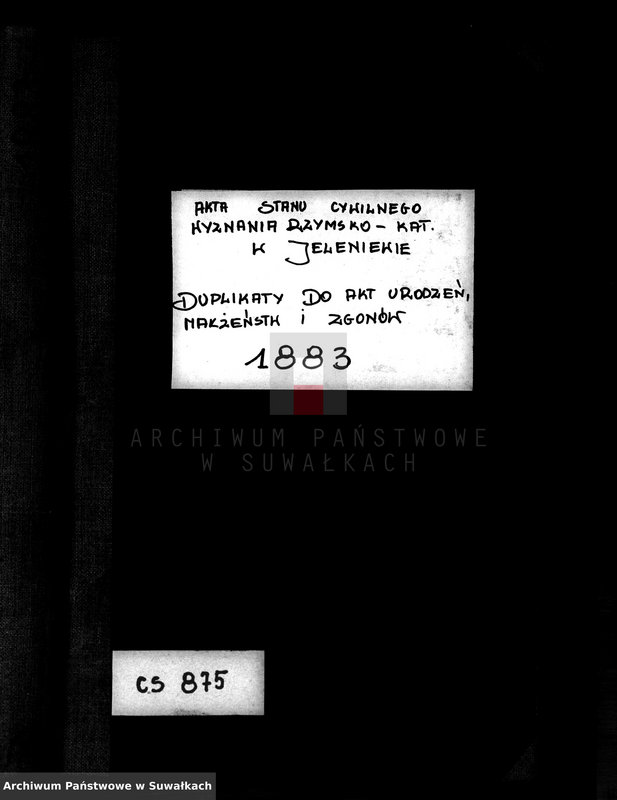 AKTA STANU CYWILNEGO
WYZNANIA RZYMSKO - KAT.
W JELENIEWIE
DUPLIKATY DO AKT URODZEŃ,
MAŁŻEŃSTW I ZGONÓW
1883
ARCHIWUM PAŃSTWOWE
W SUWAŁKACH
C.S 875
Archiwum Państwowe w Suwałkach